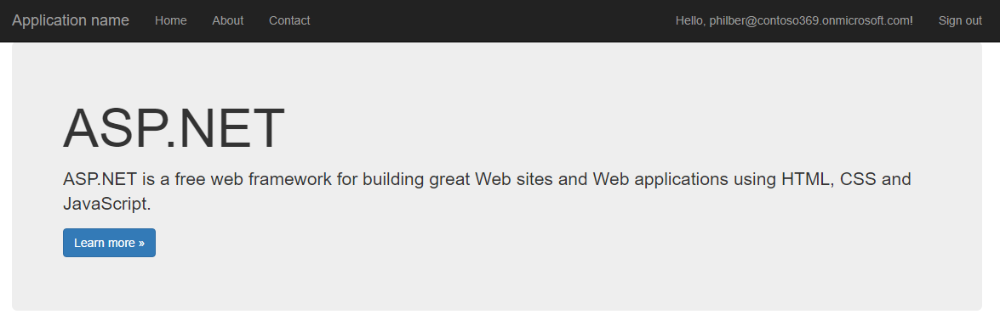 Application name Home About Contact Hello, philber@contoso369.onmicrosoft.com! Sign out
ASP.NET
ASP.NET is a free web framework for building great Web sites and Web applications using HTML, CSS and
JavaScript.
Learn more »